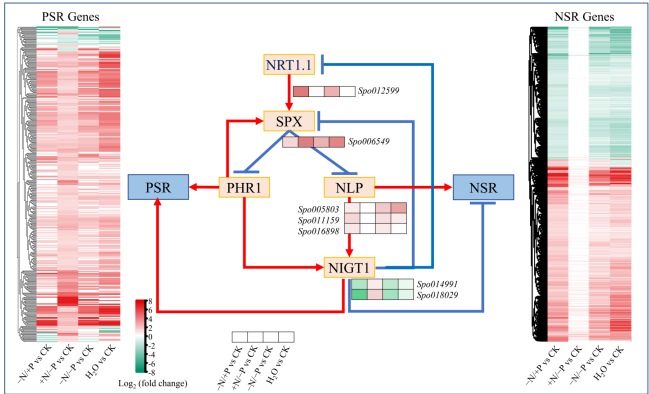 PSR Genes
NSR Genes
NRT1.1
Spo012599
SPX
Spo006549
PSR
PHR1
NLP
NSR
Spo005803
Spo011159
Spo016898
NIGT1
Spo014991
Spo018029
8
6
4
2
0
-2
-4
-6
-8
Log2 (fold change)
−N/+P vs CK
+N/−P vs CK
−N/−P vs CK
H2O vs CK
−N/+P vs CK
+N/−P vs CK
−N/−P vs CK
H2O vs CK
−N/+P vs CK
+N/−P vs CK
−N/−P vs CK
H2O vs CK